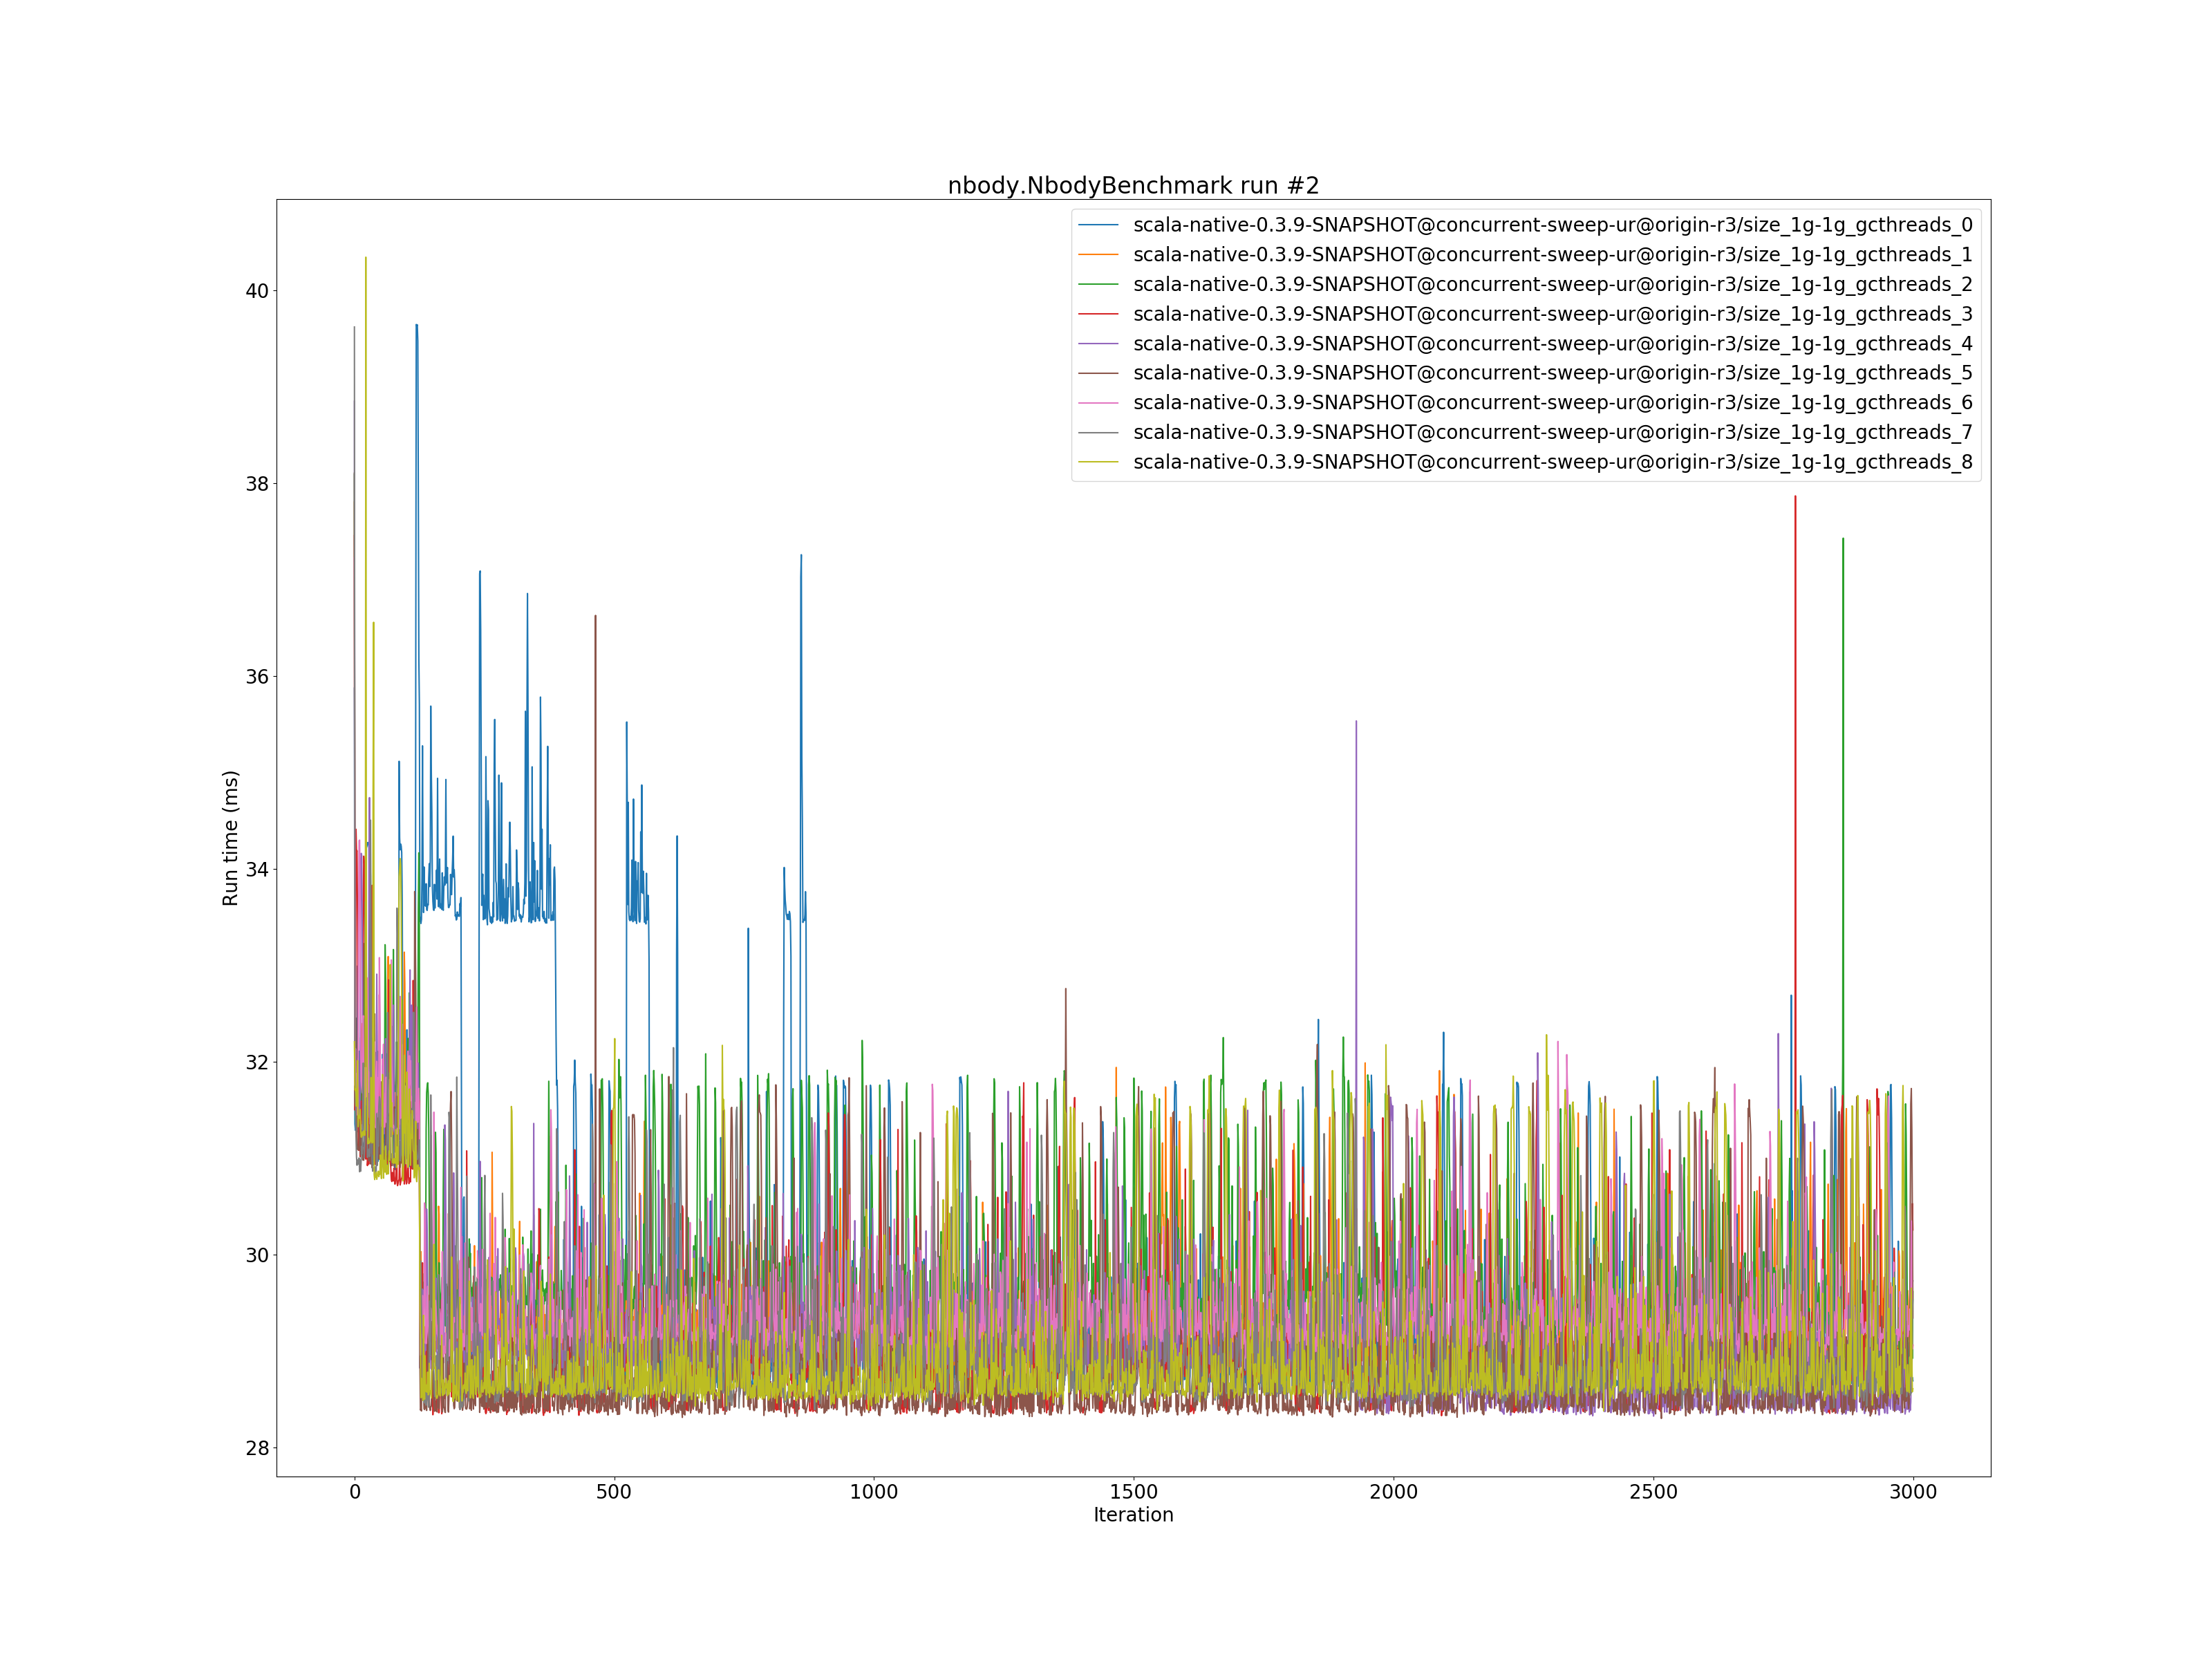 nbody.NbodyBenchmark run #2
scala-native-0.3.9-SNAPSHOT@concurrent-sweep-ur@origin-r3/size_1g-1g_gcthreads_0
scala-native-0.3.9-SNAPSHOT@concurrent-sweep-ur@origin-r3/size_1g-1g_gcthreads_1
scala-native-0.3.9-SNAPSHOT@concurrent-sweep-ur@origin-r3/size_1g-1g_gcthreads_2
scala-native-0.3.9-SNAPSHOT@concurrent-sweep-ur@origin-r3/size_1g-1g_gcthreads_3
scala-native-0.3.9-SNAPSHOT@concurrent-sweep-ur@origin-r3/size_1g-1g_gcthreads_4
scala-native-0.3.9-SNAPSHOT@concurrent-sweep-ur@origin-r3/size_1g-1g_gcthreads_5
scala-native-0.3.9-SNAPSHOT@concurrent-sweep-ur@origin-r3/size_1g-1g_gcthreads_6
scala-native-0.3.9-SNAPSHOT@concurrent-sweep-ur@origin-r3/size_1g-1g_gcthreads_7
scala-native-0.3.9-SNAPSHOT@concurrent-sweep-ur@origin-r3/size_1g-1g_gcthreads_8
Run time (ms)
40
38
36
34
32
30
28
0 500 1000 1500 2000 2500 3000
Iteration